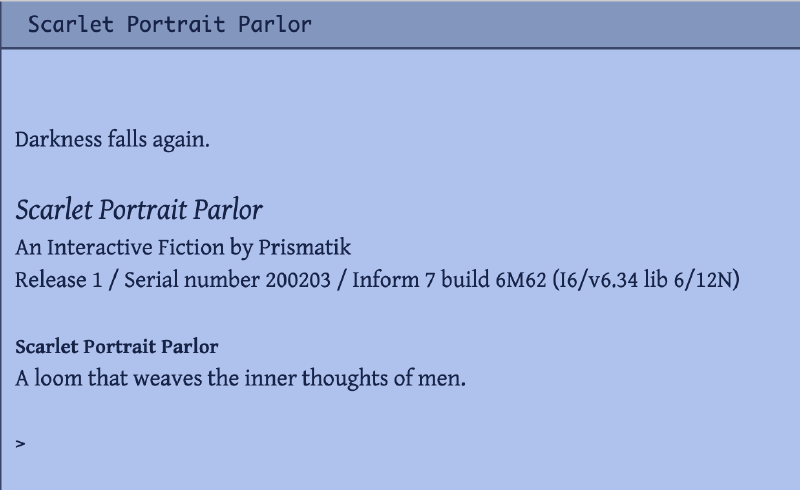 Scarlet Portrait Parlor
Darkness falls again.
Scarlet Portrait Parlor
An Interactive Fiction by Prismatik
Release 1 / Serial number 200203 / Inform 7 build 6M62 (I6/v6.34 lib 6/12N)
Scarlet Portrait Parlor
A loom that weaves the inner thoughts of men.
>